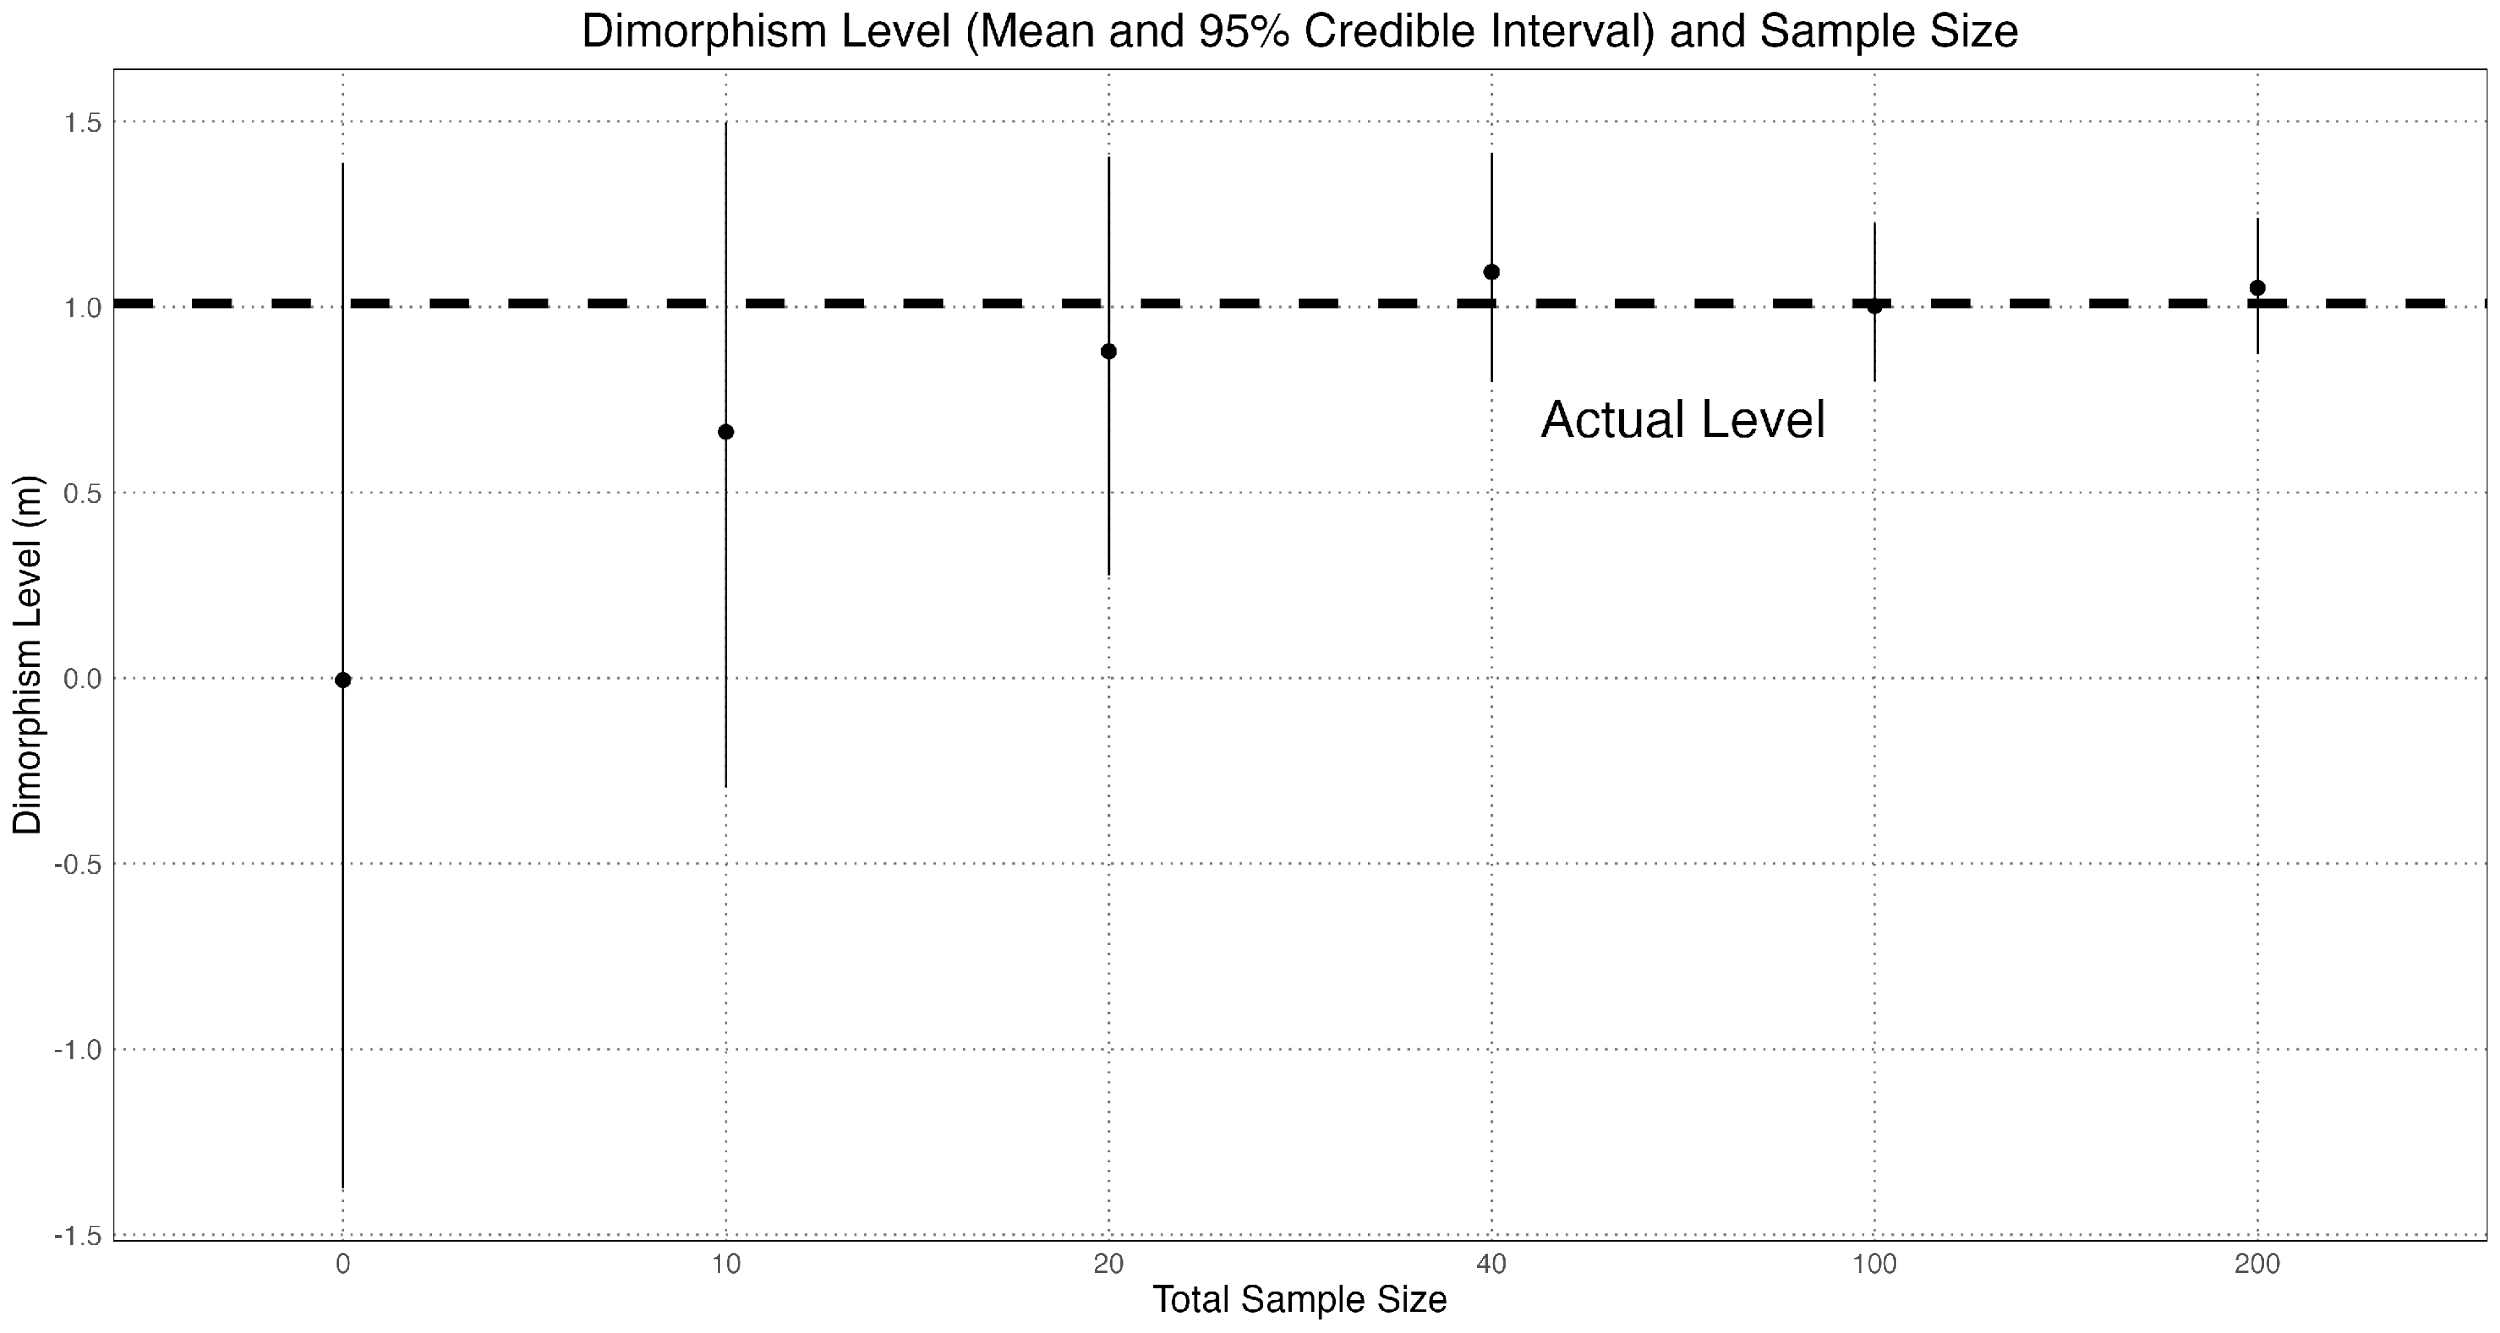 Dimorphism Level (Mean and 95% Credible Interval) and Sample Size
1.5
1.0
Actual Level
0.5
0.0
-0.5
-1.0
-1.5
Dimorphism Level (m)
0 10 20 40 100 200
Total Sample Size